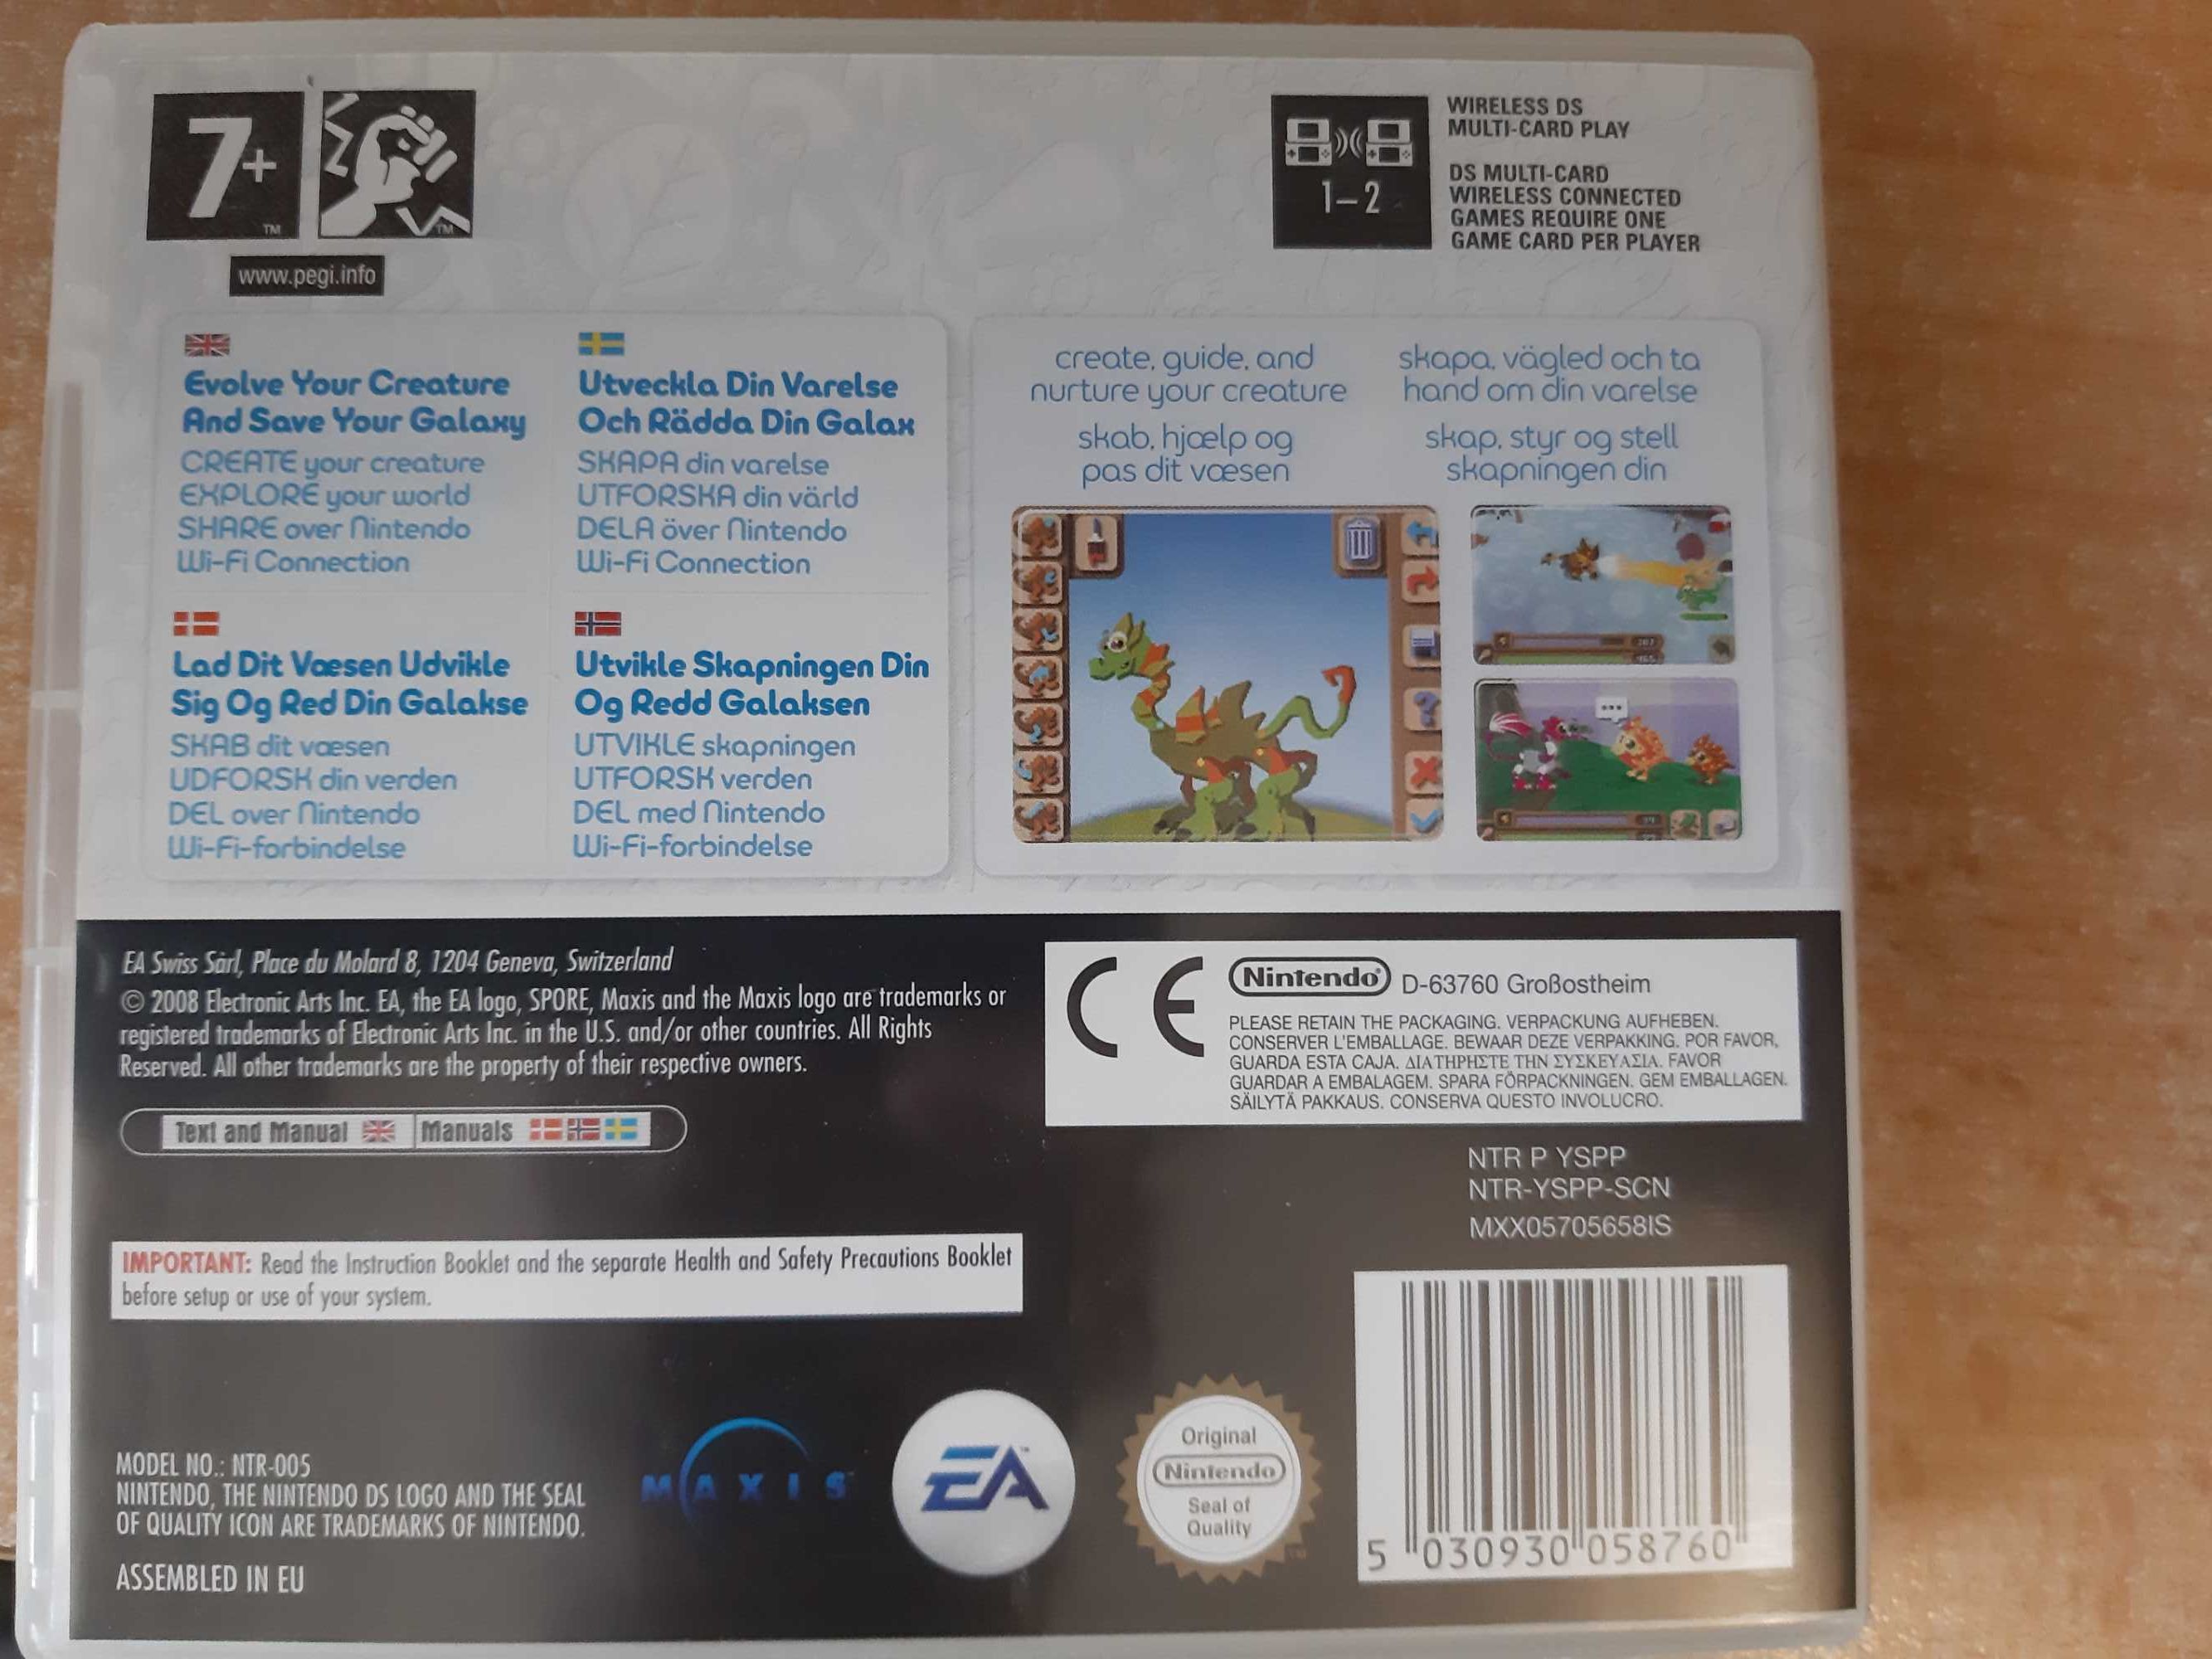 7+
TM
TM
www.pegi.info
1-2
WIRELESS DS
MULTI-CARD PLAY
DS MULTI-CARD
WIRELESS CONNECTED
GAMES REQUIRE ONE
GAME CARD PER PLAYER
Evolve Your Creature
And Save Your Galaxy
CREATE your creature
EXPLORE your world
SHARE over Nintendo
Wi-Fi Connection
Utveckla Din Varelse
Och Rädda Din Galax
SKAPA din varelse
UTFORSKA din värld
DELA över Nintendo
Wi-Fi Connection
Lad Dit Væsen Udvikle
Sig Og Red Din Galakse
SKAB dit væsen
UDFORSK din verden
DEL over Nintendo
Wi-Fi-forbindelse
Utvikle Skapningen Din
Og Redd Galaksen
UTVIKLE skapningen
UTFORSK verden
DEL med Nintendo
Wi-Fi-forbindelse
create, guide, and
nurture your creature
skapa, vägled och ta
hand om din varelse
skab, hjælp og
pas dit væsen
skap, styr og stell
skapningen din
EA Swiss Sàrl, Place du Molard 8, 1204 Geneva, Switzerland
© 2008 Electronic Arts Inc. EA, the EA logo, SPORE, Maxis and the Maxis logo are trademarks or
registered trademarks of Electronic Arts Inc. in the U.S. and/or other countries. All Rights
Reserved. All other trademarks are the property of their respective owners.
Text and Manual
Manuals
CE
Nintendo® D-63760 Großostheim
PLEASE RETAIN THE PACKAGING. VERPACKUNG AUFHEBEN.
CONSERVER L'EMBALLAGE. BEWAAR DEZE VERPAKKING. POR FAVOR,
GUARDA ESTA CAJA. ΔΙΑΤΗΡΗΣΤΕ ΤΗΝ ΣΥΣΚΕΥΑΣΙΑ. FAVOR
GUARDAR A EMBALAGEM. SPARA FÖRPACKNINGEN. GEM EMBALLAGEN.
SÄILYTÄ PAKKAUS. CONSERVA QUESTO INVOLUCRO.
NTR P YSPP
NTR-YSPP-SCN
MXX05705658IS
IMPORTANT: Read the Instruction Booklet and the separate Health and Safety Precautions Booklet
before setup or use of your system.
MODEL NO.: NTR-005
NINTENDO, THE NINTENDO DS LOGO AND THE SEAL
OF QUALITY ICON ARE TRADEMARKS OF NINTENDO.
ASSEMBLED IN EU
MAXIS
EA
Original
Nintendo
Seal of
Quality
5 030930 058760